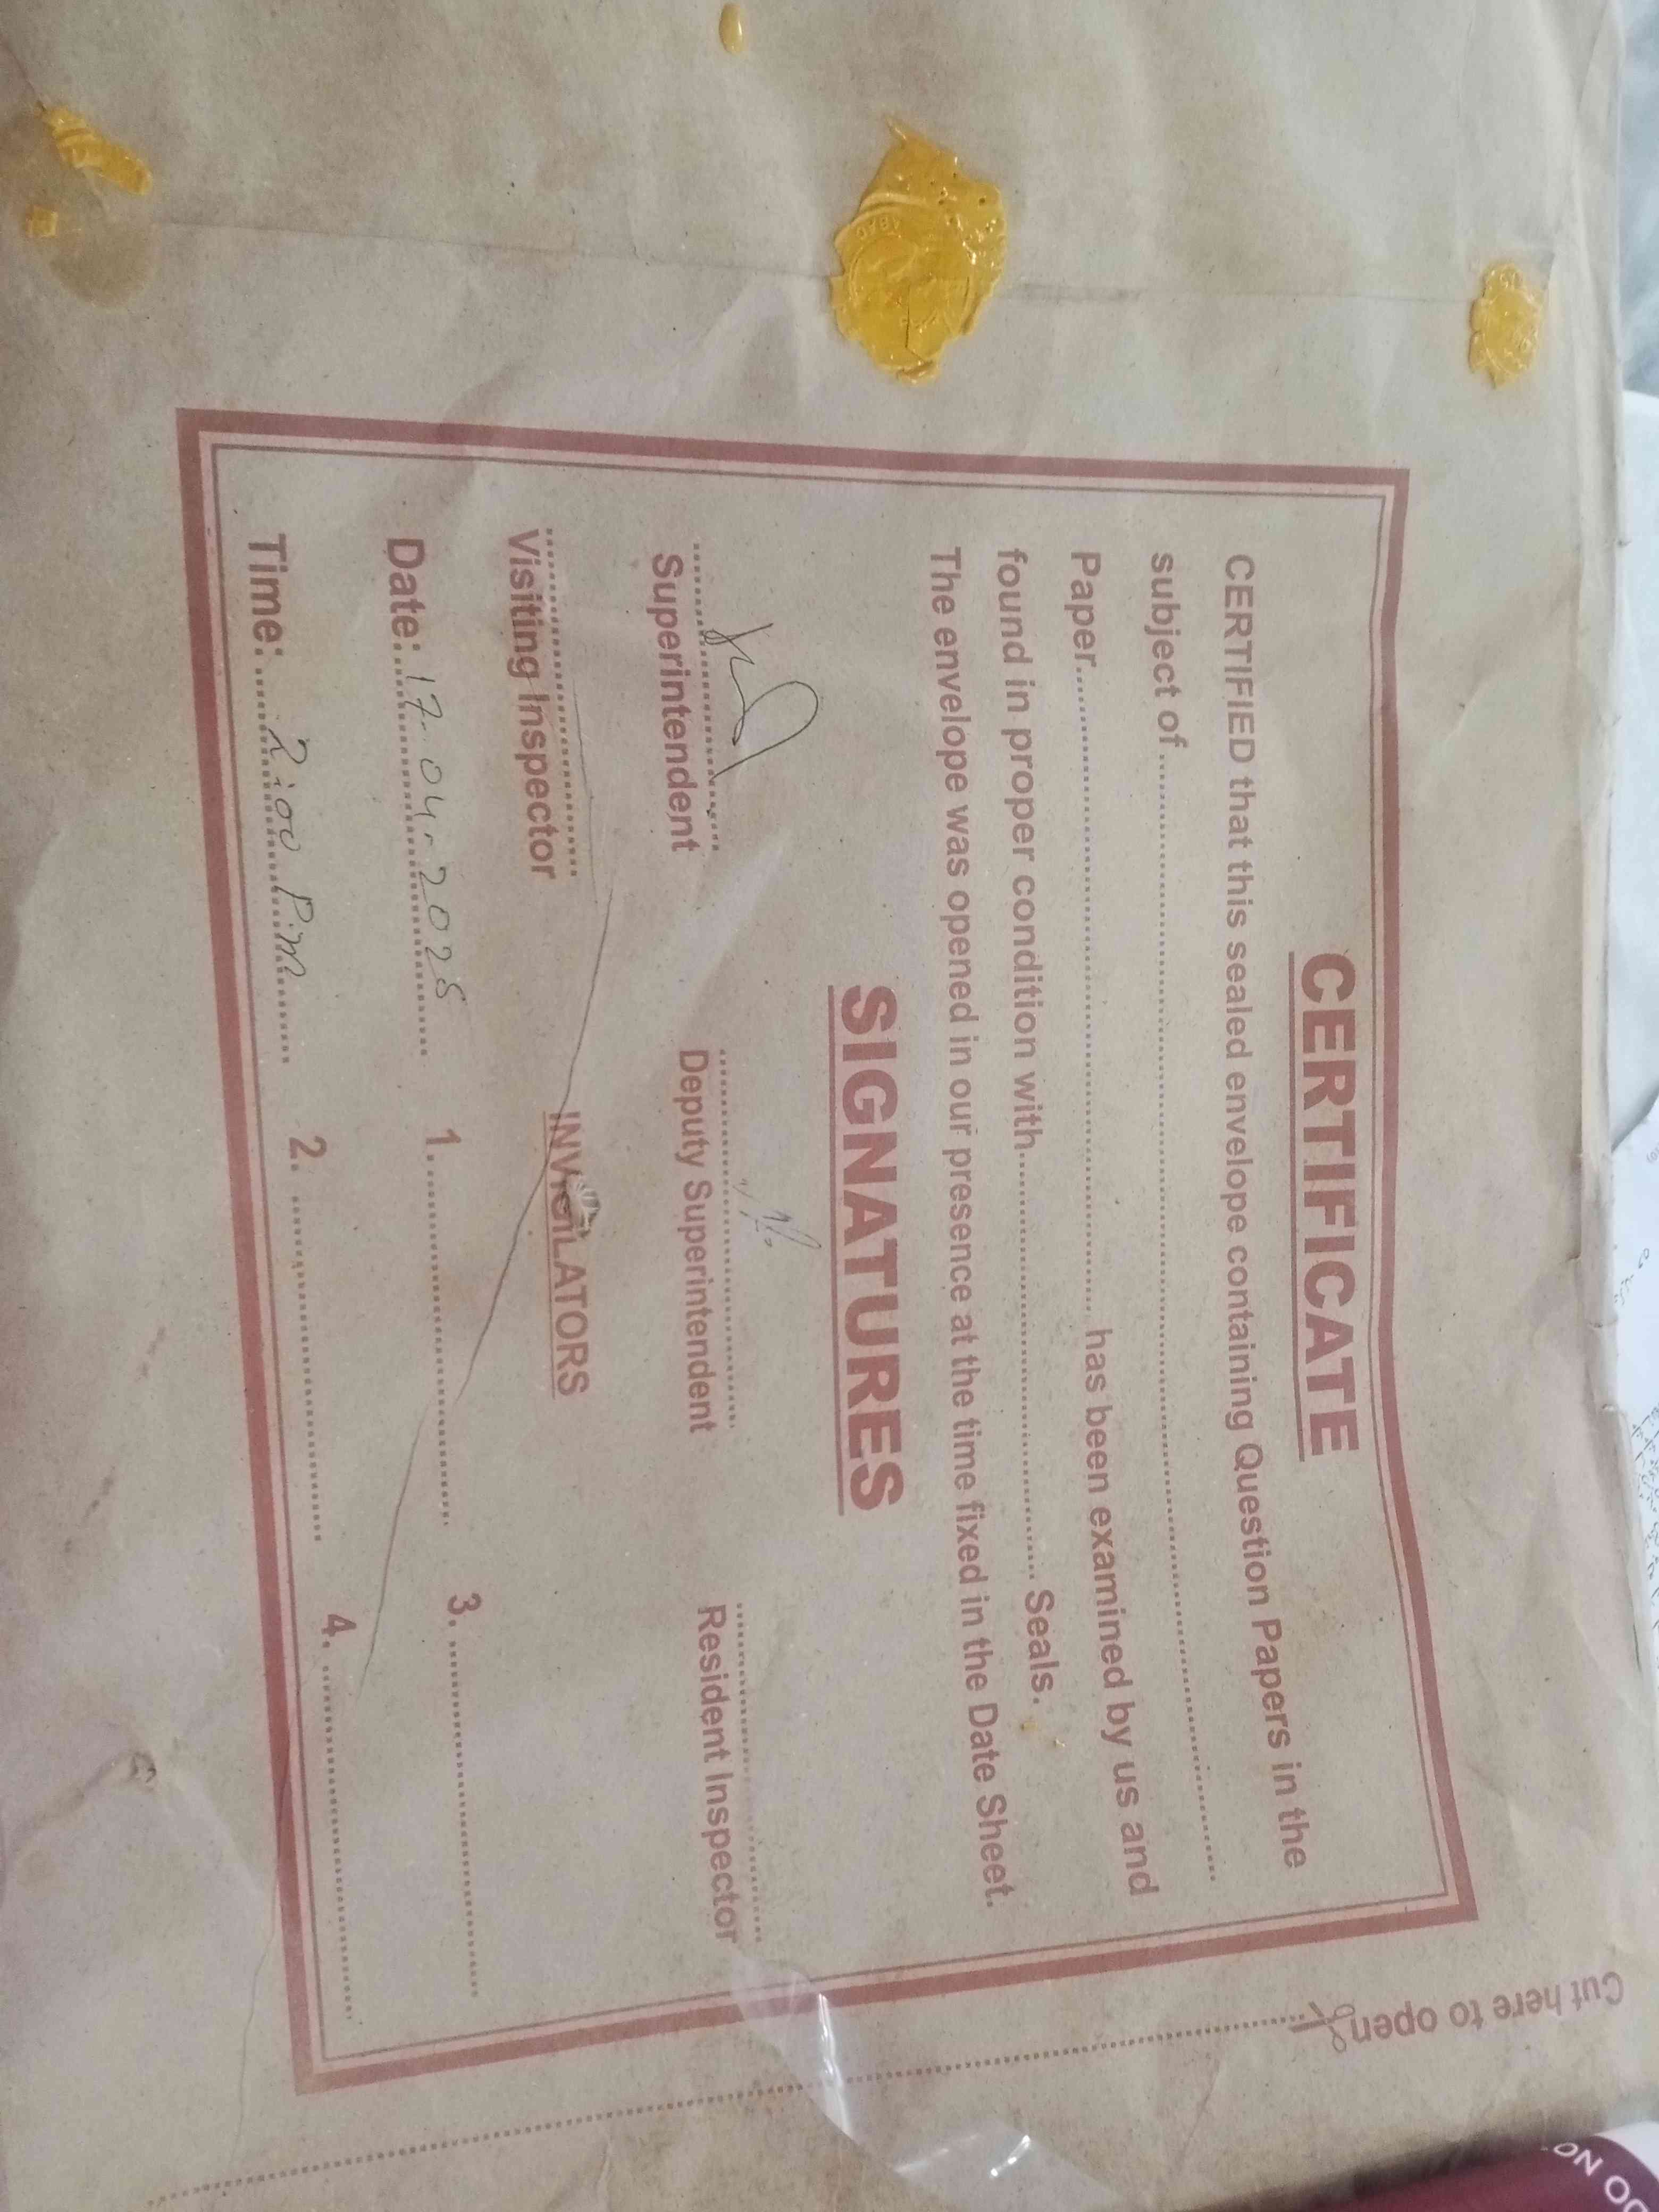 CERTIFICATE
CERTIFIED that this sealed envelope containing Question Papers in the
subject of
Paper has been examined by us and
found in proper condition with Seals.
The envelope was opened in our presence at the time fixed in the Date Sheet.
SIGNATURES
Superintendent Deputy Superintendent Resident Inspector
Visiting Inspector
INVIGILATORS
Date: 17-04-2025 1. 3.
Time: 2:00 P.m 2. 4.
Cut here to open